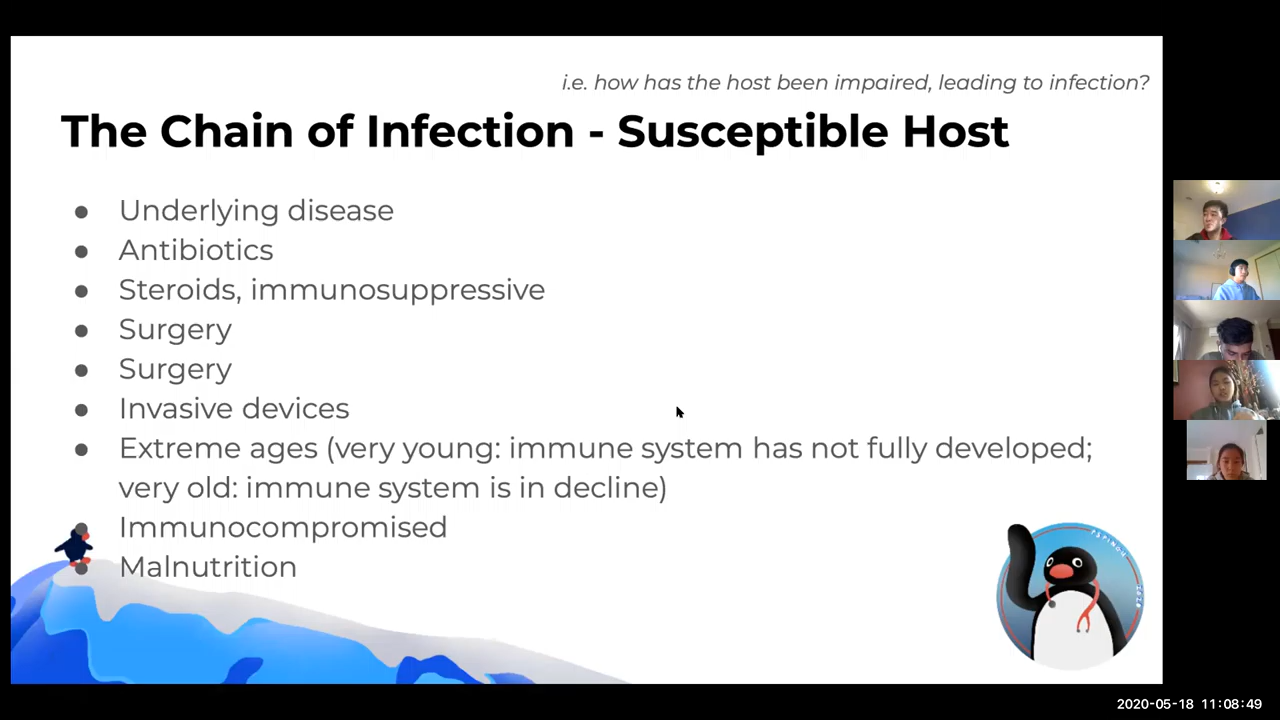 i.e. how has the host been impaired, leading to infection?
The Chain of Infection - Susceptible Host
● Underlying disease
● Antibiotics
● Steroids, immunosuppressive
● Surgery
● Surgery
● Invasive devices
● Extreme ages (very young: immune system has not fully developed;
very old: immune system is in decline)
● Immunocompromised
● Malnutrition
2020-05-18 11:08:49